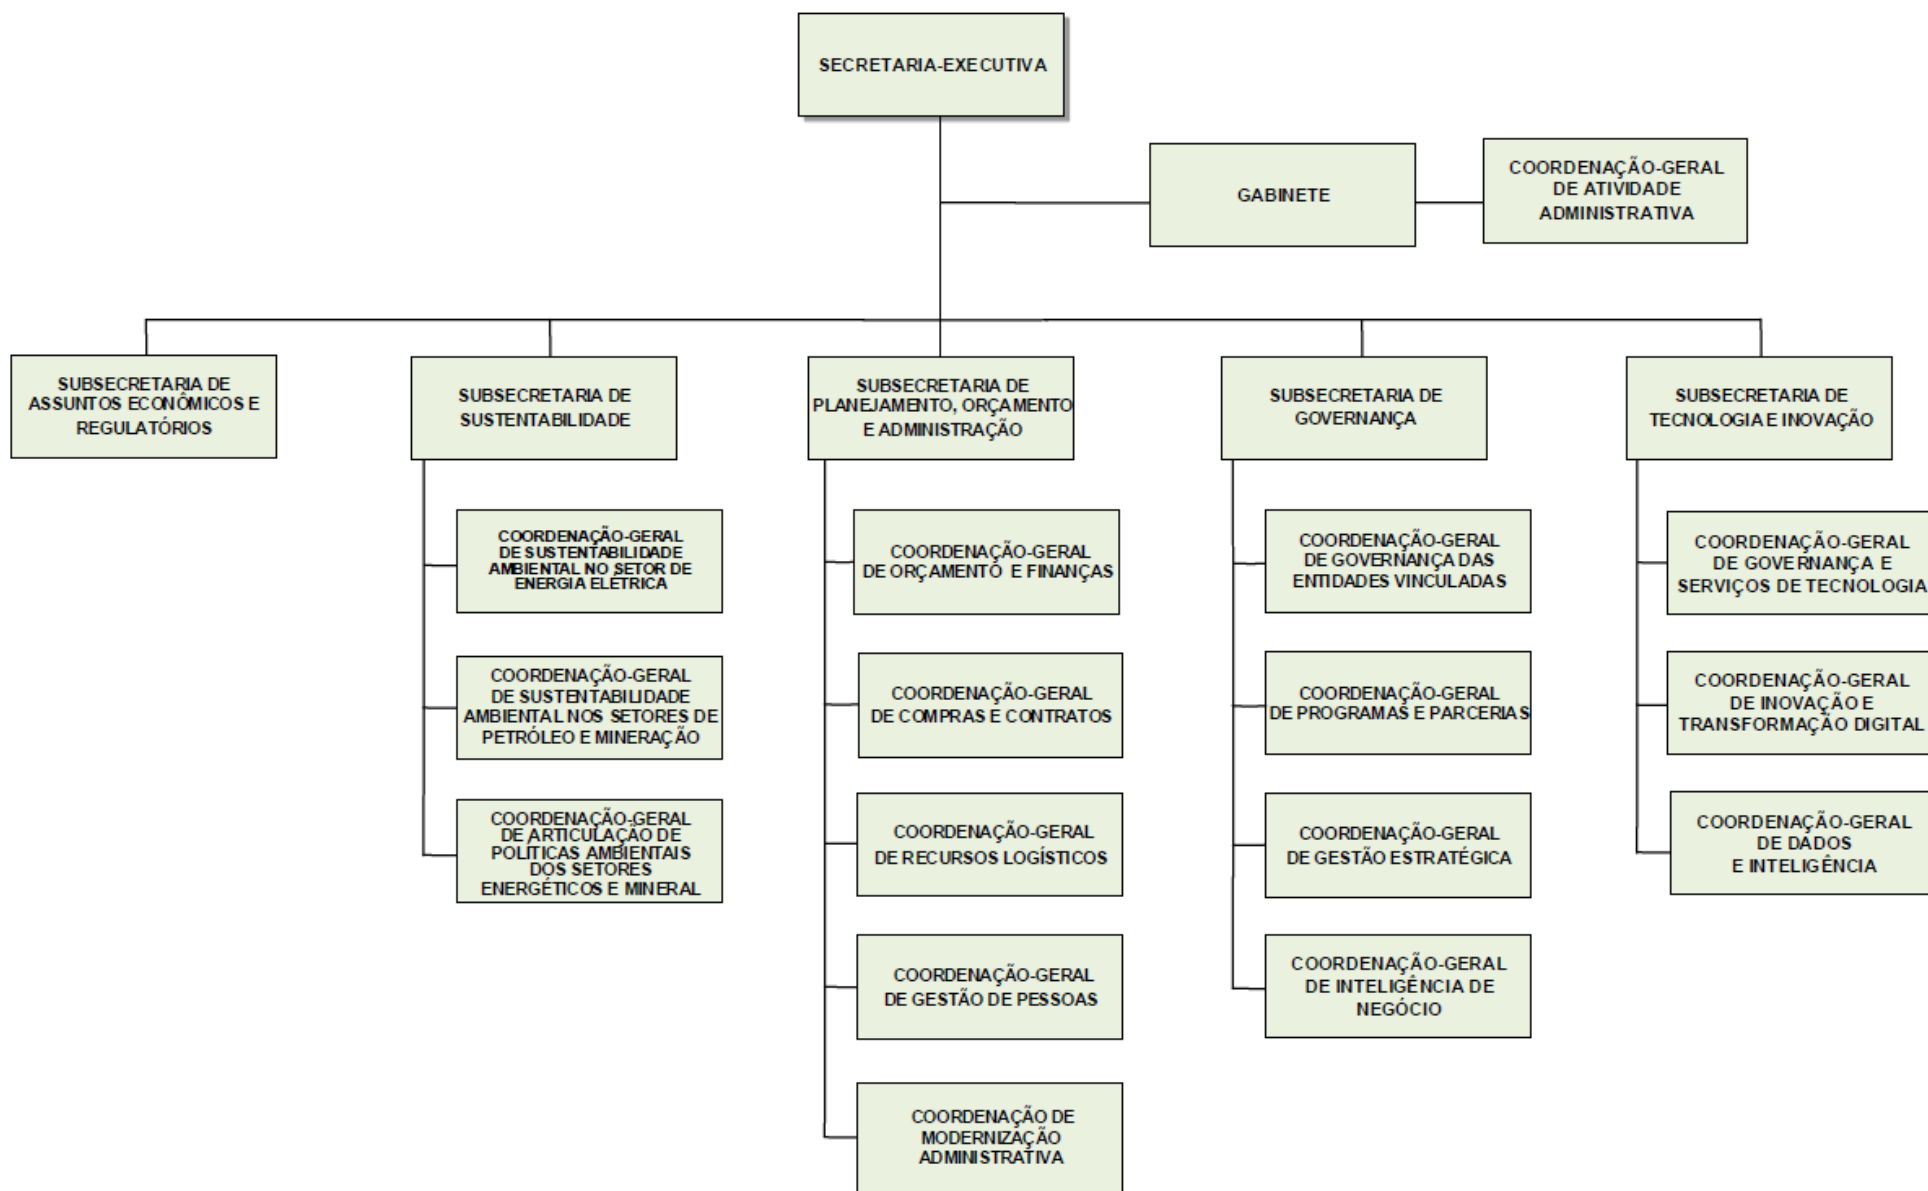 SECRETARIA-EXECUTIVA
GABINETE
COORDENAÇÃO-GERAL
DE ATIVIDADE
ADMINISTRATIVA
SUBSECRETARIA DE
ASSUNTOS ECONÔMICOS E
REGULATÓRIOS
SUBSECRETARIA DE
SUSTENTABILIDADE
SUBSECRETARIA DE
PLANEJAMENTO, ORÇAMENTO
E ADMINISTRAÇÃO
SUBSECRETARIA DE
GOVERNANÇA
SUBSECRETARIA DE
TECNOLOGIA E INOVAÇÃO
COORDENAÇÃO-GERAL
DE SUSTENTABILIDADE
AMBIENTAL NO SETOR DE
ENERGIA ELÉTRICA
COORDENAÇÃO-GERAL
DE SUSTENTABILIDADE
AMBIENTAL NOS SETORES DE
PETRÓLEO E MINERAÇÃO
COORDENAÇÃO-GERAL
DE ARTICULAÇÃO DE
POLÍTICAS AMBIENTAIS
DOS SETORES
ENERGÉTICOS E MINERAL
COORDENAÇÃO-GERAL
DE ORÇAMENTO E FINANÇAS
COORDENAÇÃO-GERAL
DE COMPRAS E CONTRATOS
COORDENAÇÃO-GERAL
DE RECURSOS LOGÍSTICOS
COORDENAÇÃO-GERAL
DE GESTÃO DE PESSOAS
COORDENAÇÃO DE
MODERNIZAÇÃO
ADMINISTRATIVA
COORDENAÇÃO-GERAL
DE GOVERNANÇA DAS
ENTIDADES VINCULADAS
COORDENAÇÃO-GERAL
DE PROGRAMAS E PARCERIAS
COORDENAÇÃO-GERAL
DE GESTÃO ESTRATÉGICA
COORDENAÇÃO-GERAL
DE INTELIGÊNCIA DE
NEGÓCIO
COORDENAÇÃO-GERAL
DE GOVERNANÇA E
SERVIÇOS DE TECNOLOGIA
COORDENAÇÃO-GERAL
DE INOVAÇÃO E
TRANSFORMAÇÃO DIGITAL
COORDENAÇÃO-GERAL
DE DADOS
E INTELIGÊNCIA